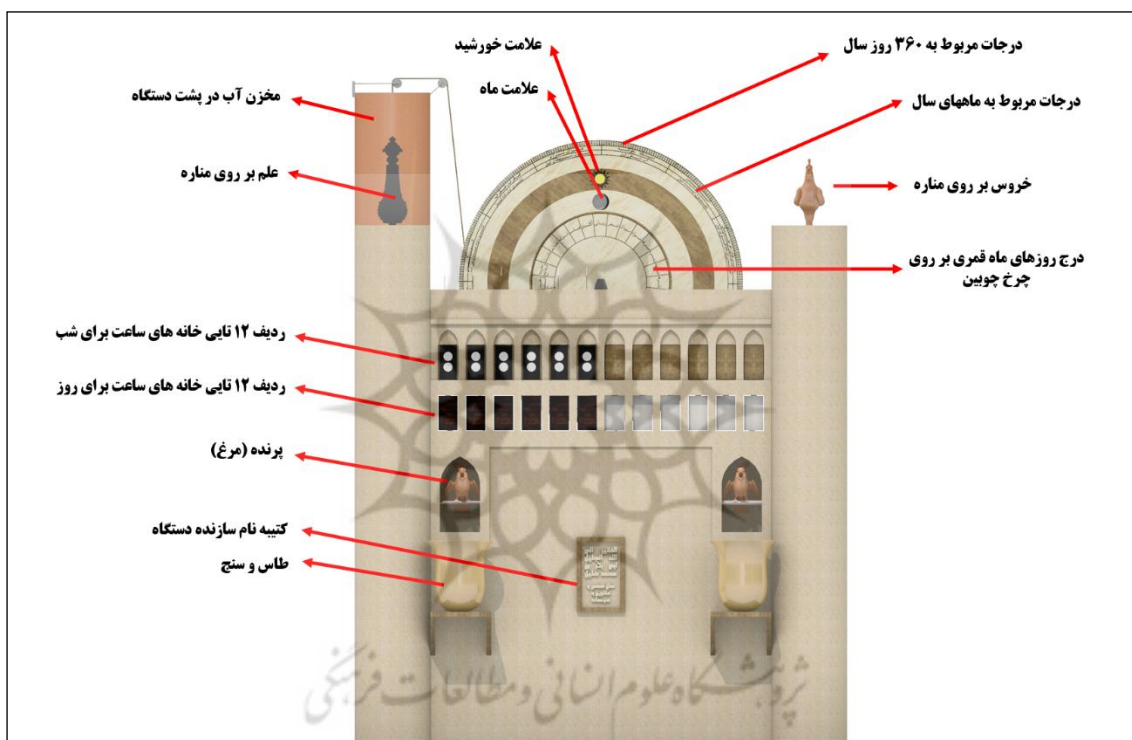 درجات مربوط به ۳۶۰ روز سال
علامت خورشید
درجات مربوط به ماههای سال
علامت ماه
مخزن آب در پشت دستگاه
علم بر روی مناره
خروس بر روی مناره
درج روزهای ماه قمری بر روی
چرخ چوبین
ردیف ۱۲ تایی خانه های ساعت برای شب
ردیف ۱۲ تایی خانه های ساعت برای روز
پرنده (مرغ)
کتیبه نام سازنده دستگاه
طاس و سنج
پژوهشگاه علوم انسانی و مطالعات فرهنگی